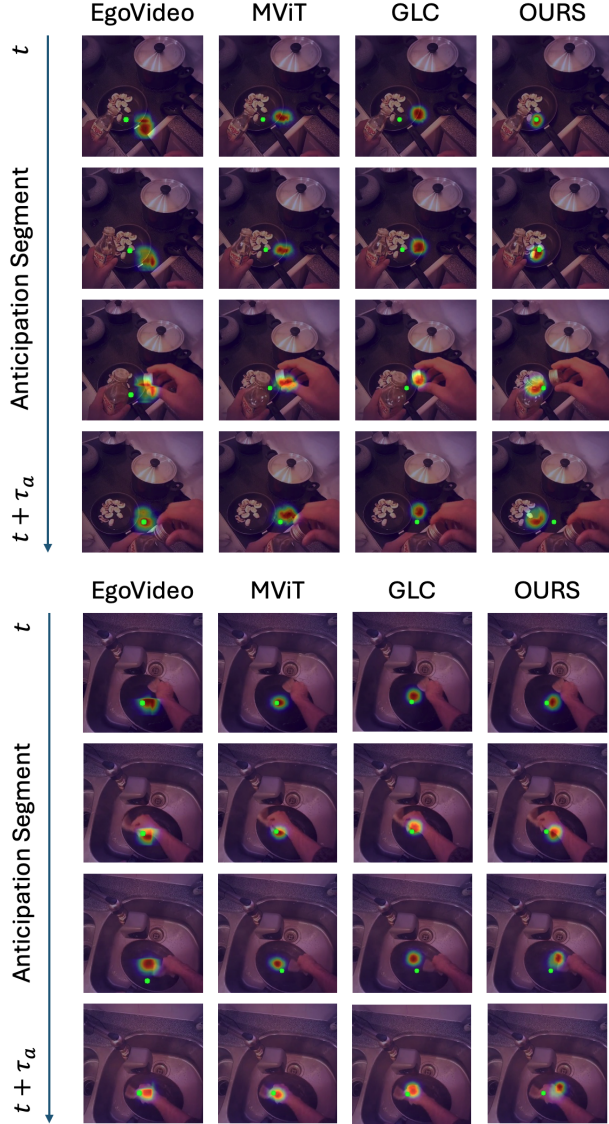 EgoVideo MViT GLC OURS
t
Anticipation Segment
t + τₐ
EgoVideo MViT GLC OURS
t
Anticipation Segment
t + τₐ